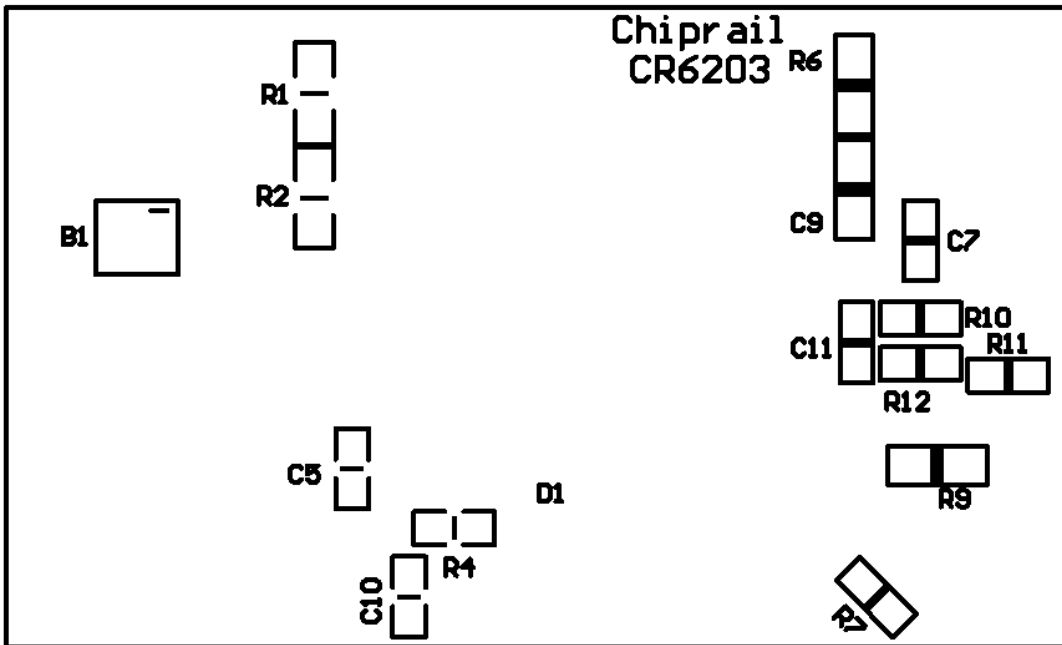 Chiprail
CR6203
R6
R1
R2
B1
C9
C7
R10
C11
R11
R12
C5
D1
R9
R4
C10
R7